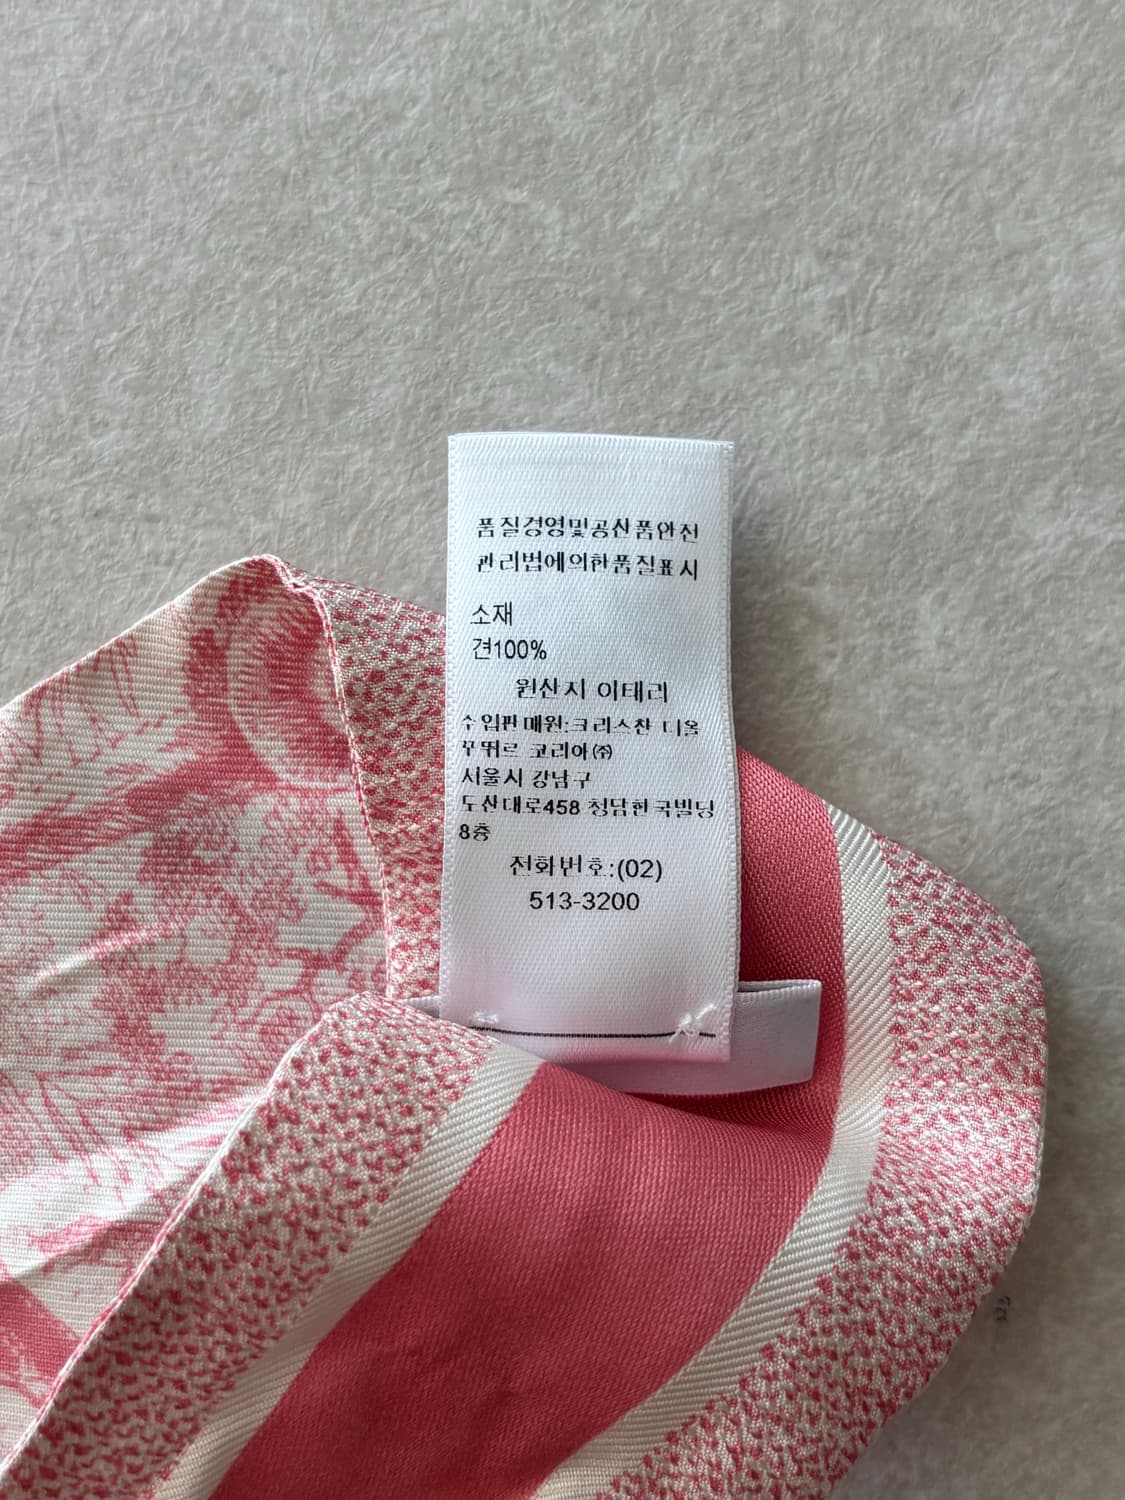 품질경영및공산품안전
관리법에의한품질표시
소재
견100%
원산지 이태리
수입판매원:크리스챤 디올
꾸뛰르 코리아㈜
서울시 강남구
도산대로458 청담한국빌딩
8층
전화번호:(02)
513-3200